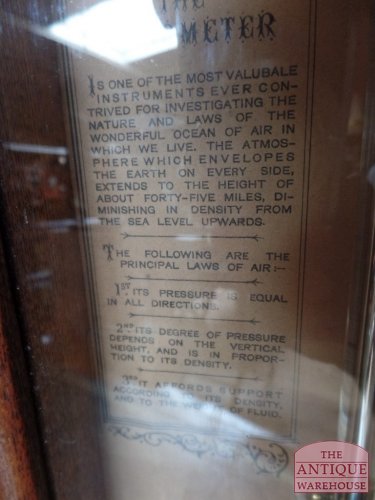 THE
METER
IS ONE OF THE MOST VALUBALE
INSTRUMENTS EVER CON-
TRIVED FOR INVESTIGATING THE
NATURE AND LAWS OF THE
WONDERFUL OCEAN OF AIR IN
WHICH WE LIVE. THE ATMOS-
PHERE WHICH ENVELOPES
THE EARTH ON EVERY SIDE,
EXTENDS TO THE HEIGHT OF
ABOUT FORTY-FIVE MILES, DI-
MINISHING IN DENSITY FROM
THE SEA LEVEL UPWARDS.
THE FOLLOWING ARE THE
PRINCIPAL LAWS OF AIR:—
1ST. ITS PRESSURE IS EQUAL
IN ALL DIRECTIONS.
2ND ITS DEGREE OF PRESSURE
DEPENDS ON THE VERTICAL
HEIGHT, AND IS IN PROPOR-
TION TO ITS DENSITY.
3RD IT AFFORDS SUPPORT
ACCORDING TO ITS DENSITY,
AND TO THE WEIGHT OF FLUID.
THE
ANTIQUE
WAREHOUSE